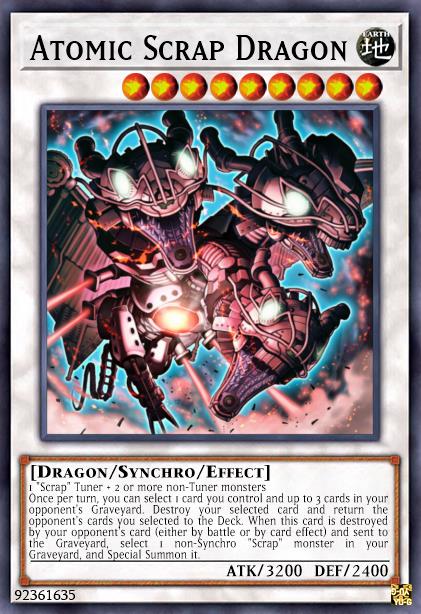 ATOMIC SCRAP DRAGON
EARTH
地
[DRAGON/SYNCHRO/EFFECT]
1 "Scrap" Tuner + 2 or more non-Tuner monsters
Once per turn, you can select 1 card you control and up to 3 cards in your
opponent's Graveyard. Destroy your selected card and return the
opponent's cards you selected to the Deck. When this card is destroyed
by your opponent's card (either by battle or by card effect) and sent to
the Graveyard, select 1 non-Synchro "Scrap" monster in your
Graveyard, and Special Summon it.
ATK/3200 DEF/2400
92361635